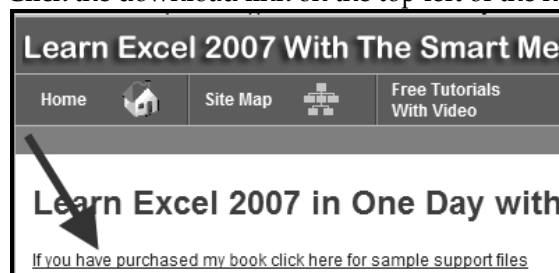 Learn Excel 2007 With The Smart Me
Home
Site Map
Free Tutorials
With Video
Learn Excel 2007 in One Day with
If you have purchased my book click here for sample support files